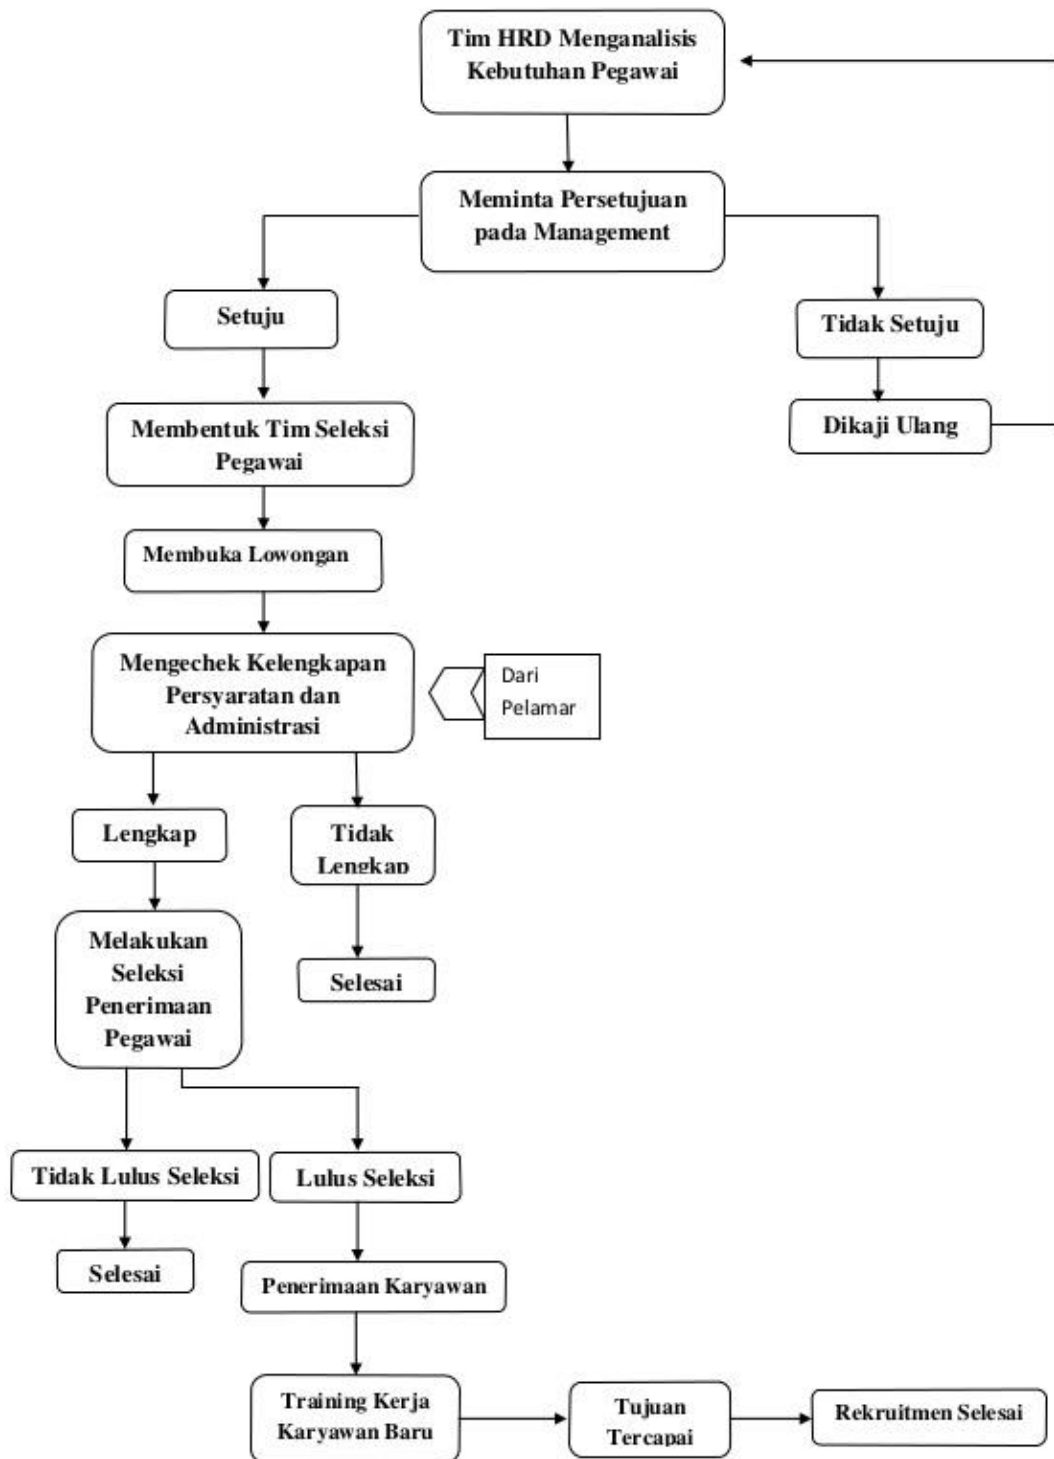 Tim HRD Menganalisis
Kebutuhan Pegawai
Meminta Persetujuan
pada Management
Setuju
Tidak Setuju
Membentuk Tim Seleksi
Pegawai
Dikaji Ulang
Membuka Lowongan
Mengechek Kelengkapan
Persyaratan dan
Administrasi
Dari
Pelamar
Lengkap
Tidak
Lengkap
Melakukan
Seleksi
Penerimaan
Pegawai
Selesai
Tidak Lulus Seleksi
Lulus Seleksi
Selesai
Penerimaan Karyawan
Training Kerja
Karyawan Baru
Tujuan
Tercapai
Rekruitmen Selesai